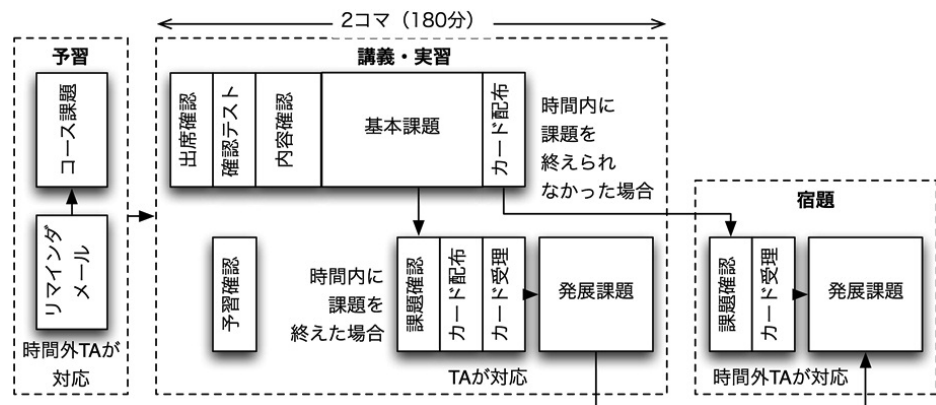 2コマ（180分）
予習
コース課題
リマインダ
メール
時間外TAが
対応
講義・実習
出席確認
確認テスト
内容確認
基本課題
カード配布
時間内に
課題を
終えられ
なかった場合
予習確認
時間内に
課題を
終えた場合
課題確認
カード配布
カード受理
発展課題
TAが対応
宿題
課題確認
カード受理
発展課題
時間外TAが対応